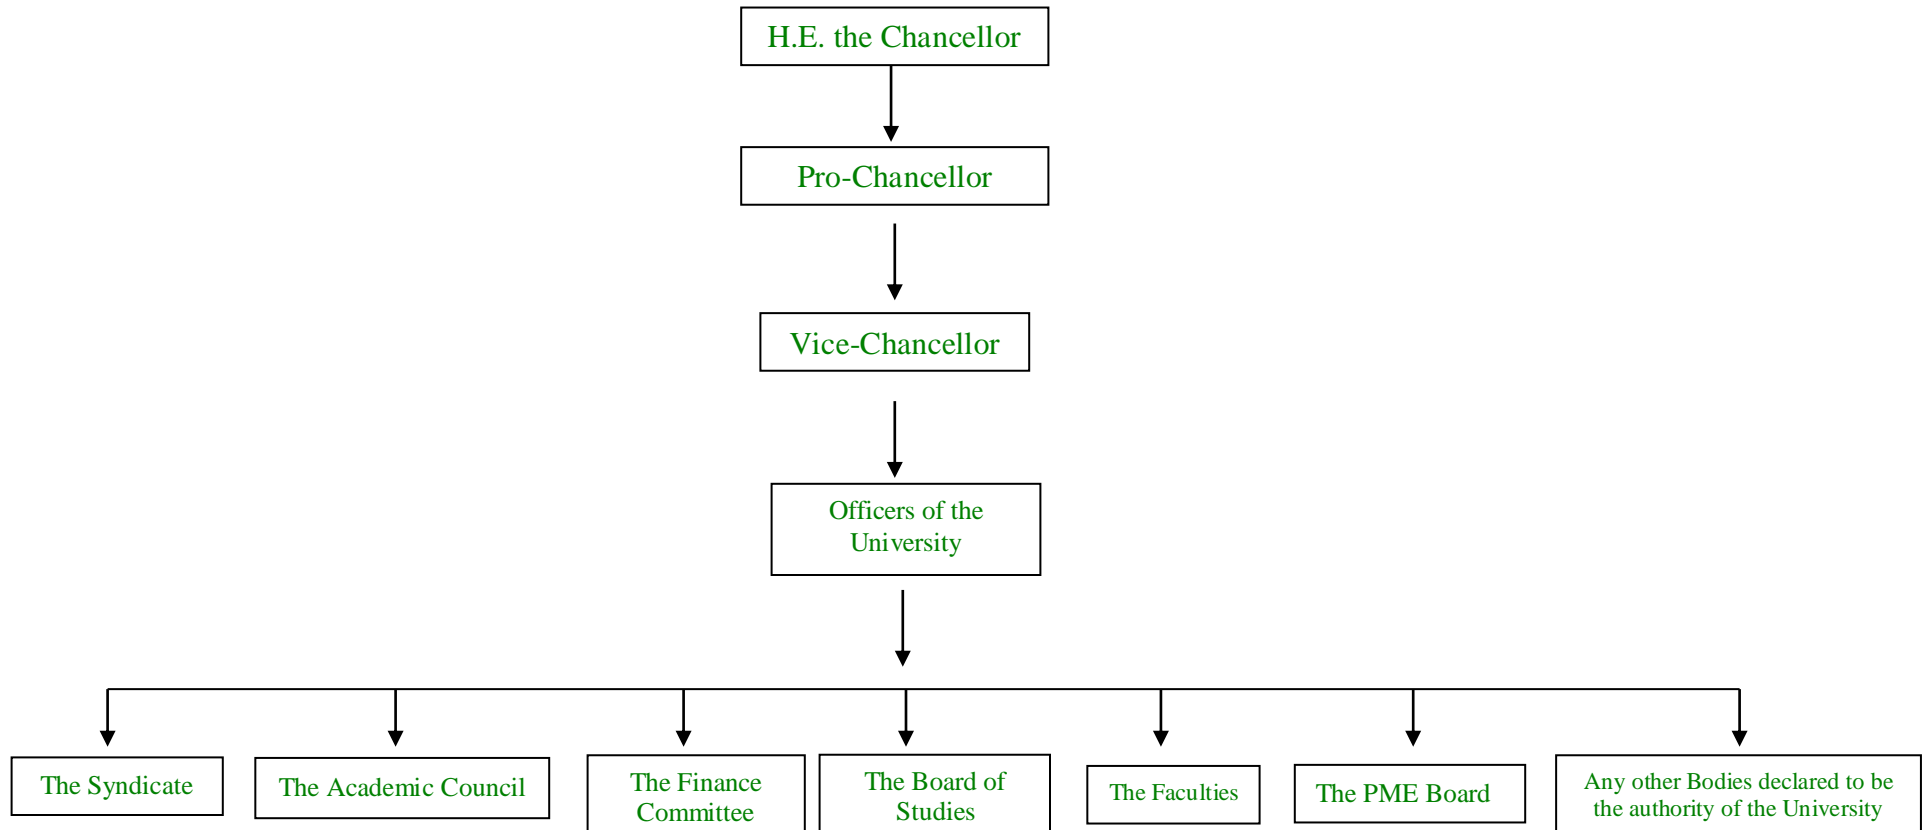 H.E. the Chancellor
Pro-Chancellor
Vice-Chancellor
Officers of the
University
The Syndicate
The Academic Council
The Finance
Committee
The Board of
Studies
The Faculties
The PME Board
Any other Bodies declared to be
the authority of the University